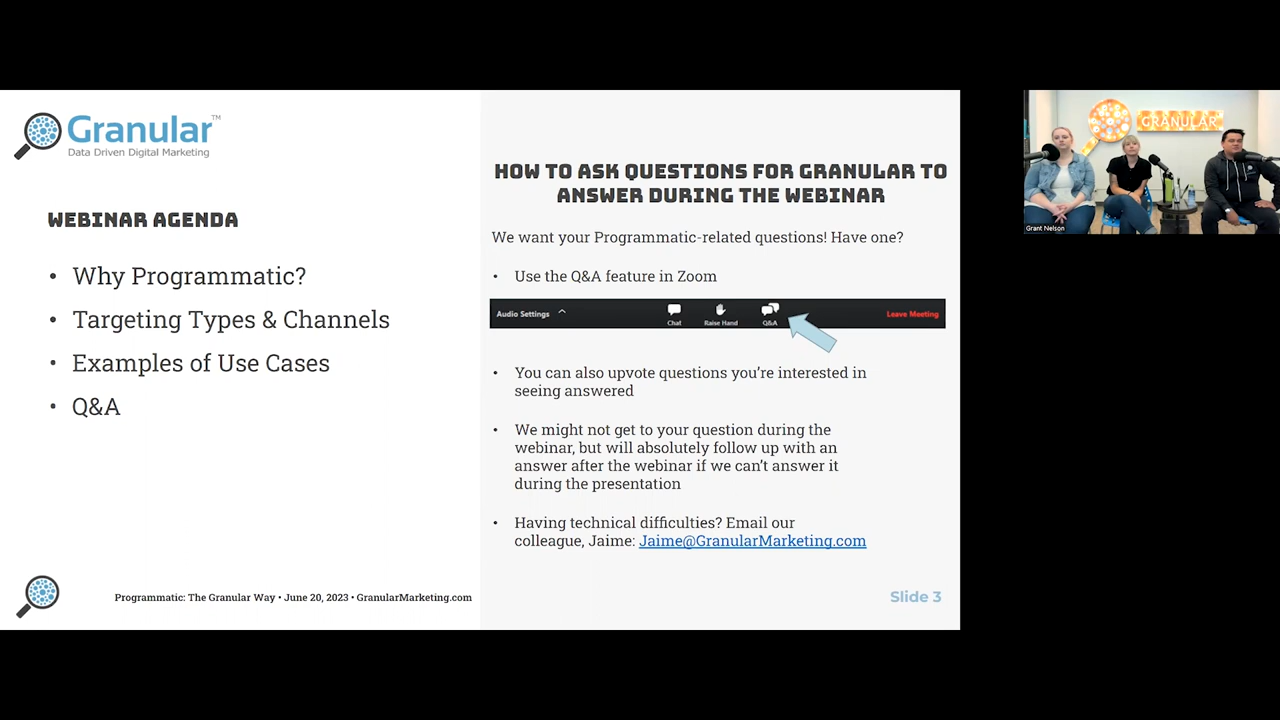 Granular™
Data Driven Digital Marketing
WEBINAR AGENDA
• Why Programmatic?
• Targeting Types & Channels
• Examples of Use Cases
• Q&A
Programmatic: The Granular Way • June 20, 2023 • GranularMarketing.com
HOW TO ASK QUESTIONS FOR GRANULAR TO
ANSWER DURING THE WEBINAR
We want your Programmatic-related questions! Have one?
• Use the Q&A feature in Zoom
Audio Settings Chat Raise Hand Q&A Leave Meeting
• You can also upvote questions you’re interested in
seeing answered
• We might not get to your question during the
webinar, but will absolutely follow up with an
answer after the webinar if we can’t answer it
during the presentation
• Having technical difficulties? Email our
colleague, Jaime: Jaime@GranularMarketing.com
Slide 3
GRANULAR
Grant Nelson